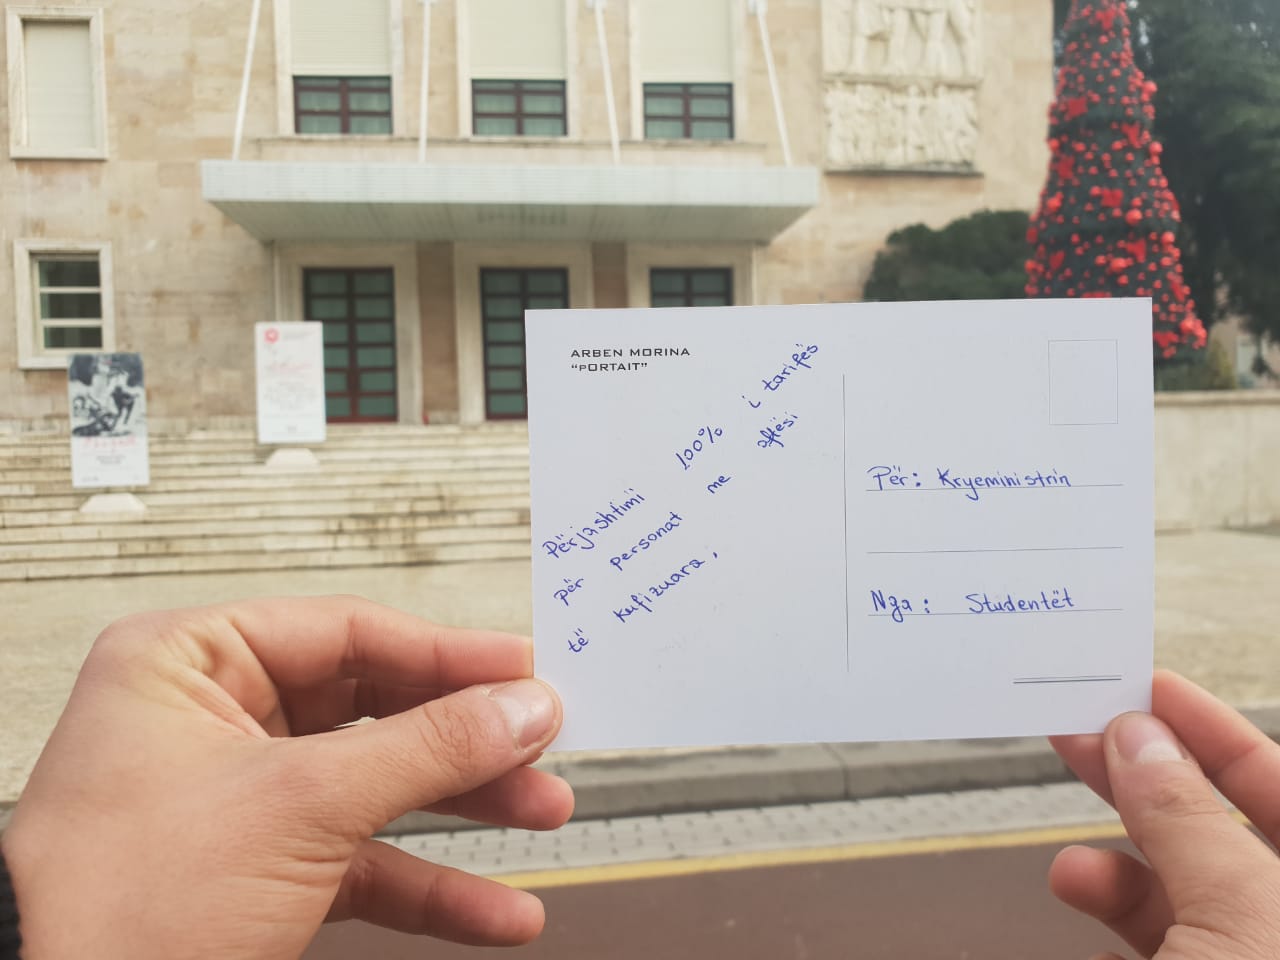 ARBEN MORINA
“PORTAIT”
Përjashtimi 100% i tarifës
për personat me aftësi
të kufizuara,
Për: Kryeministrin
Nga: Studentët